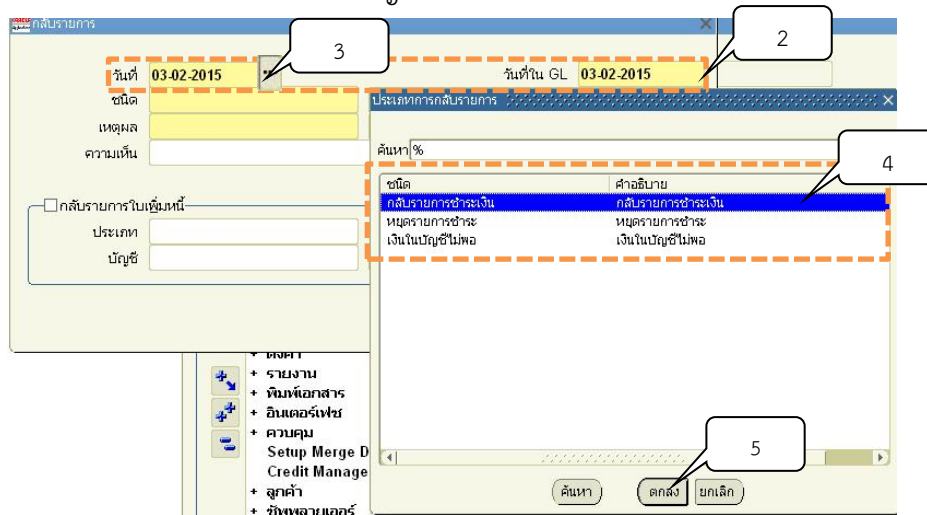 กลับรายการ
3
2
วันที่ 03-02-2015 วันที่ใน GL 03-02-2015
ชนิด
เหตุผล
ความเห็น
ประเภทการกลับรายการ
ค้นหา %
4
ชนิด คำอธิบาย
กลับรายการชำระเงิน กลับรายการชำระเงิน
หยุดรายการชำระ หยุดรายการชำระ
เงินในบัญชีไม่พอ เงินในบัญชีไม่พอ
กลับรายการใบเพิ่มหนี้
ประเภท
บัญชี
+ รายงาน
+ พิมพ์เอกสาร
+ อินเตอร์เฟซ
+ ควบคุม
Setup Merge D
Credit Manage
+ ลูกค้า
+ ซัพพลายเออร์
5
ค้นหา ตกลง ยกเลิก